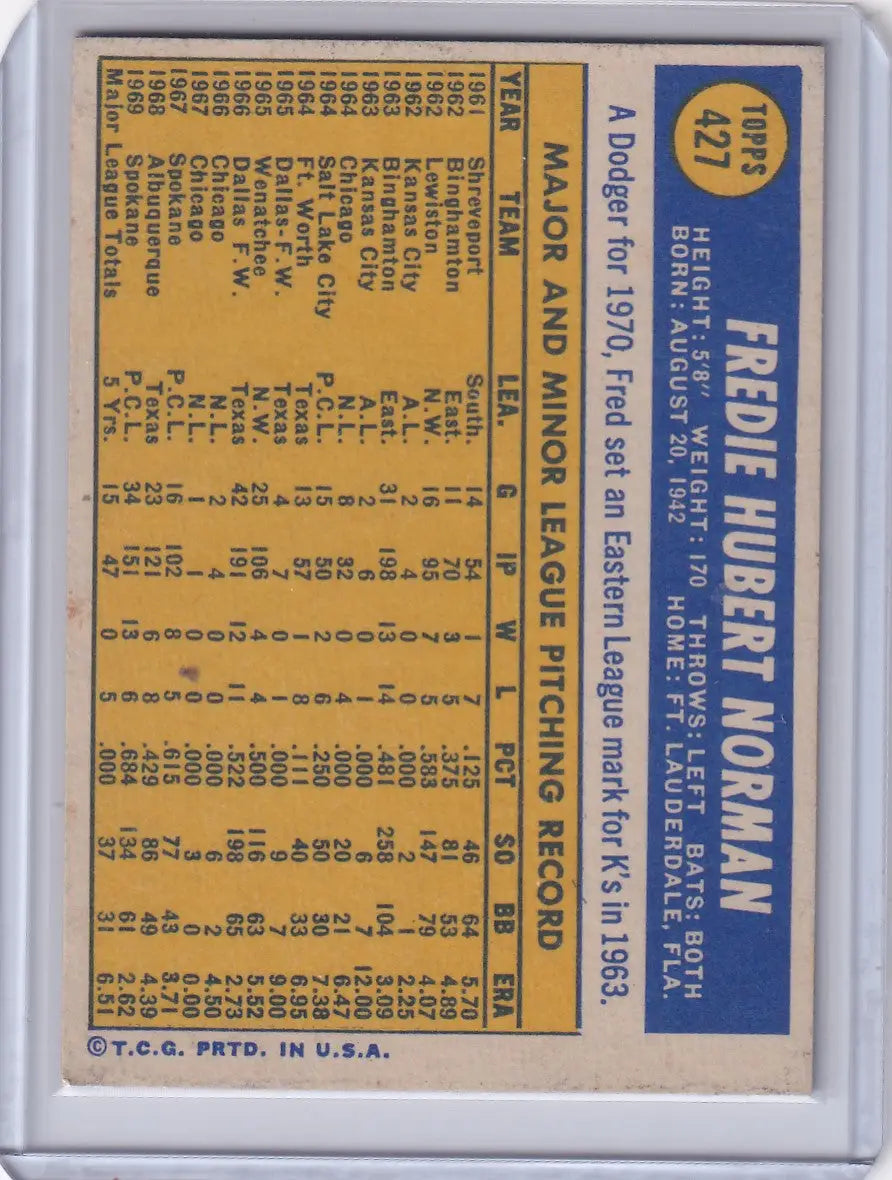 TOPPS
427
FREDIE HUBERT NORMAN
HEIGHT: 5'8" WEIGHT: 170 THROWS: LEFT BATS: BOTH
BORN: AUGUST 20, 1942 HOME: FT. LAUDERDALE, FLA.
A Dodger for 1970, Fred set an Eastern League mark for K's in 1963.
MAJOR AND MINOR LEAGUE PITCHING RECORD
YEAR TEAM LEA. G IP W L PCT SO BB ERA
1961 Shreveport South. 14 54 1 7 .125 46 64 5.70
1962 Binghamton East. 11 70 3 5 .375 81 53 4.89
1962 Lewiston N.W. 16 95 7 5 .583 147 79 4.07
1962 Kansas City A.L. 2 4 0 0 .000 2 1 2.25
1963 Binghamton East. 31 198 13 14 .481 258 104 3.09
1963 Kansas City A.L. 2 6 0 1 .000 6 7 12.00
1964 Chicago N.L. 8 32 0 4 .000 20 21 6.47
1964 Salt Lake City P.C.L. 15 50 2 6 .250 50 30 7.38
1964 Ft. Worth Texas 13 57 1 8 .111 40 33 6.95
1965 Dallas-F.W. Texas 4 7 0 1 .000 9 7 9.00
1965 Wenatchee N.W. 25 106 4 4 .500 116 63 5.52
1966 Dallas F.W. Texas 42 191 12 11 .522 198 65 2.73
1966 Chicago N.L. 2 4 0 0 .000 6 2 4.50
1967 Chicago N.L. 1 1 0 0 .000 3 0 0.00
1967 Spokane P.C.L. 16 102 8 5 .615 77 43 3.71
1968 Albuquerque Texas 23 121 6 8 .429 86 49 4.39
1969 Spokane P.C.L. 34 151 13 6 .684 134 61 2.62
Major League Totals 5 Yrs. 15 47 0 5 .000 37 31 6.51
©T.C.G. PRTD. IN U.S.A.